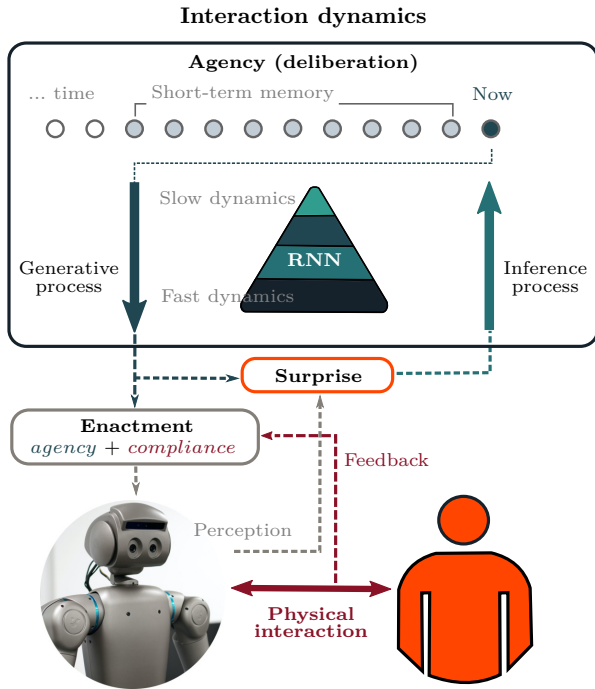 Interaction dynamics
Agency (deliberation)
... time
Short-term memory
Now
Slow dynamics
RNN
Generative
process
Inference
process
Fast dynamics
Surprise
Enactment
agency + compliance
Feedback
Perception
Physical
interaction